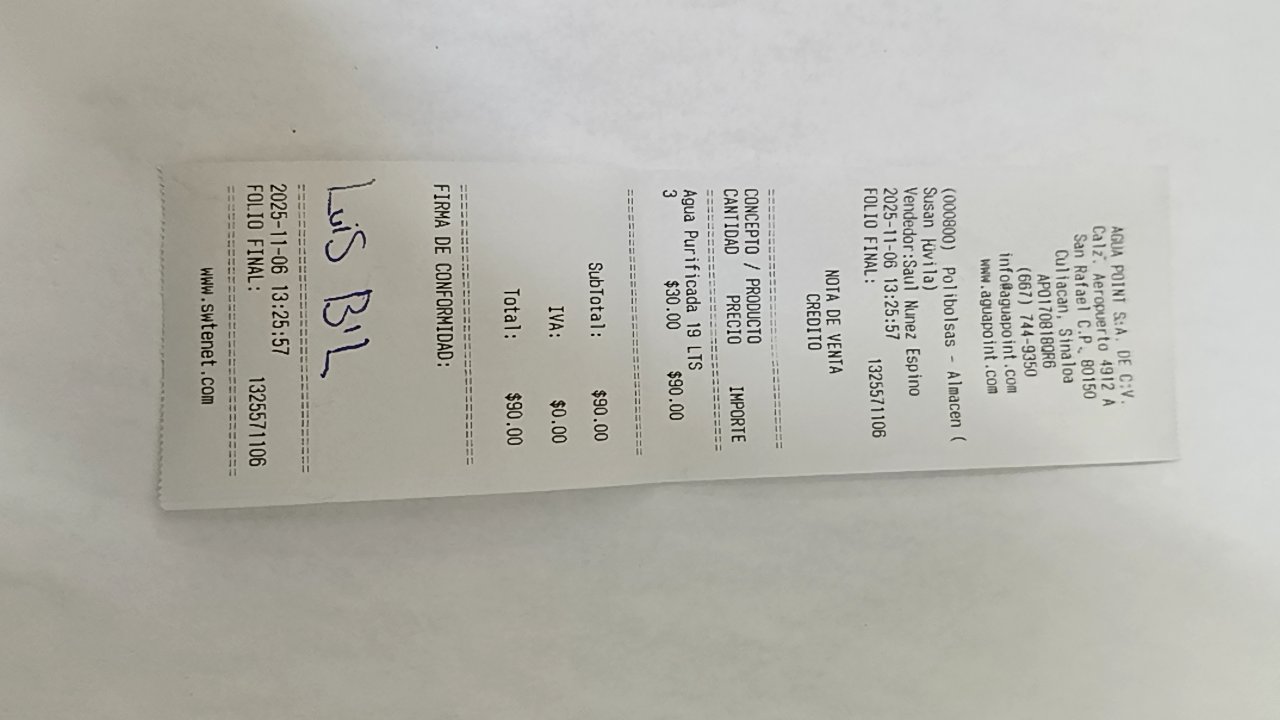 AGUA POINT S.A. DE C.V.
Calz. Aeropuerto 4912 A
San Rafael C.P. 80150
Culiacan, Sinaloa
APO170818QR6
(667) 744-9350
info@aguapoint.com
www.aguapoint.com
(000800) Polibolsas - Almacen (
Susan Ruvila)
Vendedor:Saul Nunez Espino
2025-11-06 13:25:57
FOLIO FINAL: 1325571106
NOTA DE VENTA
CREDITO
==============================
CONCEPTO / PRODUCTO
CANTIDAD PRECIO IMPORTE
==============================
Agua Purificada 19 LTS
3 $30.00 $90.00
==============================
SubTotal: $90.00
IVA: $0.00
Total: $90.00
==============================
FIRMA DE CONFORMIDAD:
Luis BIL
==============================
2025-11-06 13:25:57
FOLIO FINAL: 1325571106
==============================
www.swtenet.com